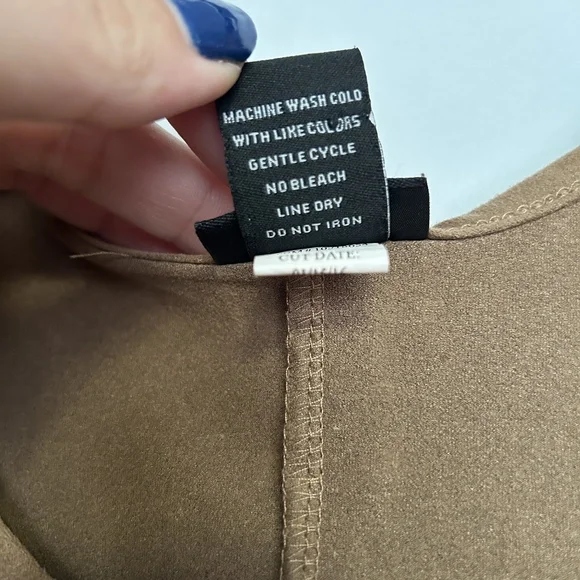 MACHINE WASH COLD
WITH LIKE COLORS
GENTLE CYCLE
NO BLEACH
LINE DRY
DO NOT IRON
CUT DATE: